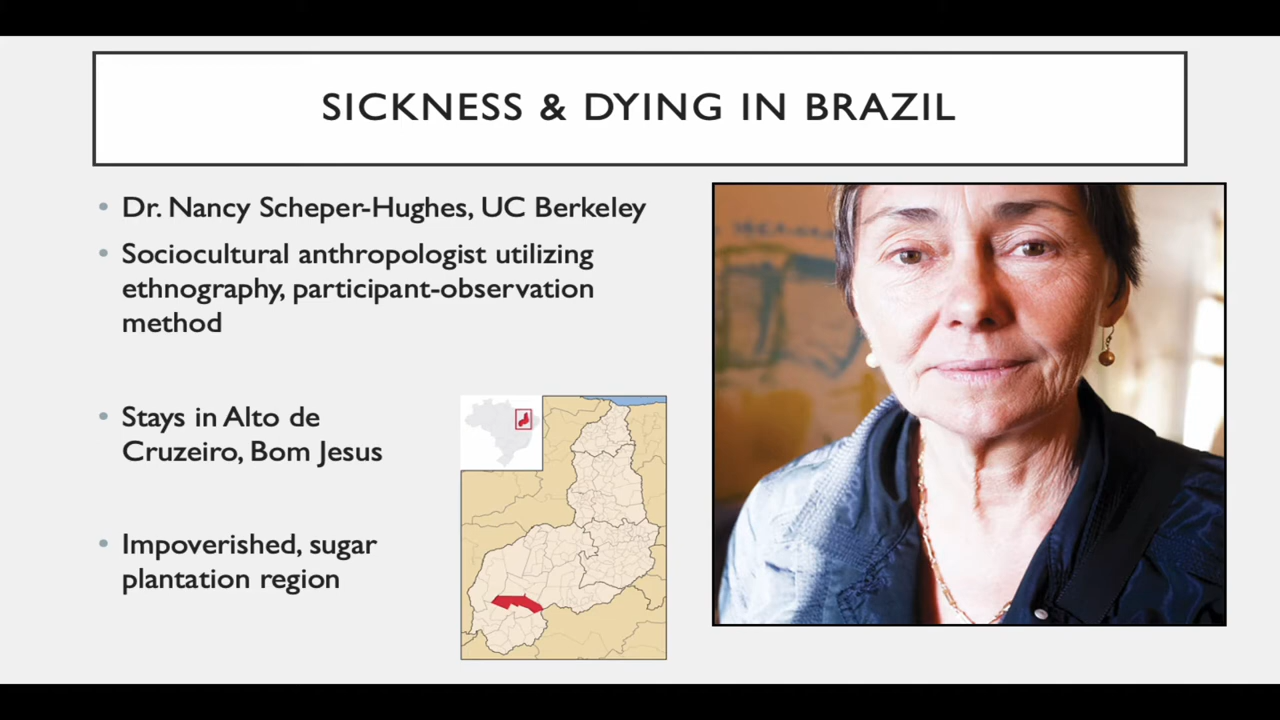 SICKNESS & DYING IN BRAZIL
• Dr. Nancy Scheper-Hughes, UC Berkeley
• Sociocultural anthropologist utilizing
ethnography, participant-observation
method
• Stays in Alto de
Cruzeiro, Bom Jesus
• Impoverished, sugar
plantation region